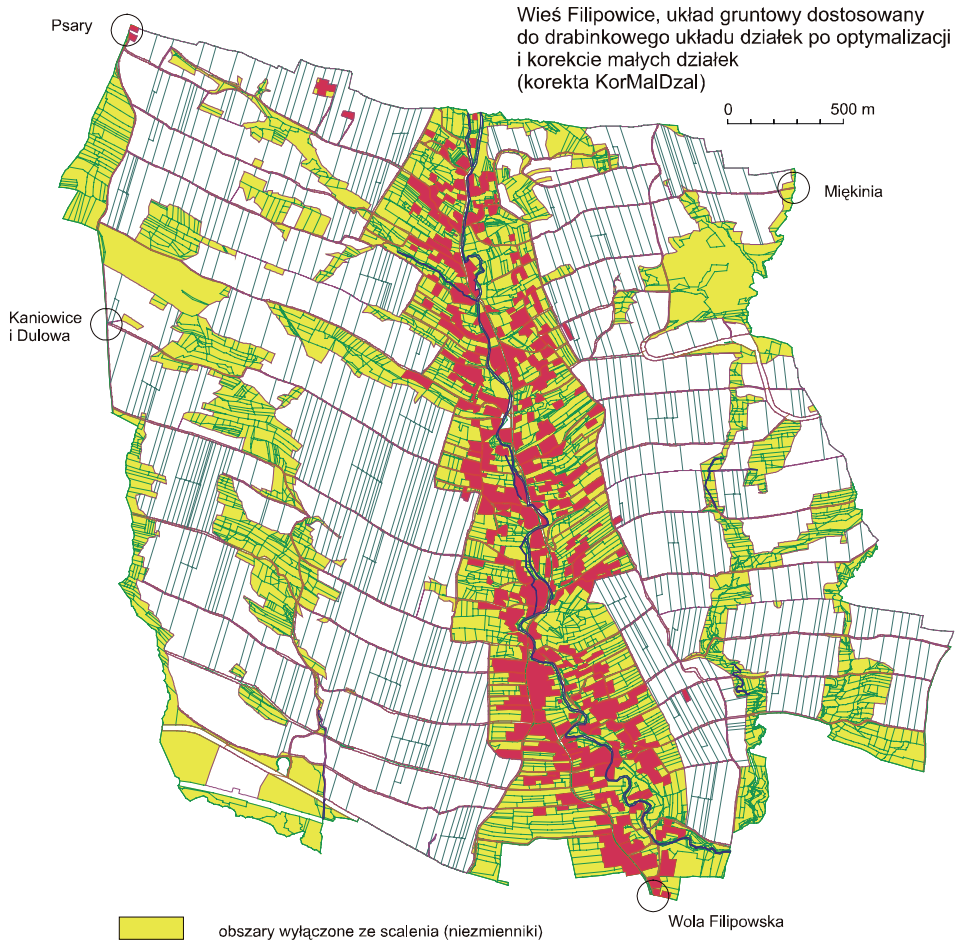 Psary
Wieś Filipowice, układ gruntowy dostosowany
do drabinkowego układu działek po optymalizacji
i korekcie małych działek
(korekta KorMalDzal)
0 500 m
Miękinia
Kaniowice
i Dulowa
Wola Filipowska
obszary wyłączone ze scalenia (niezmienniki)